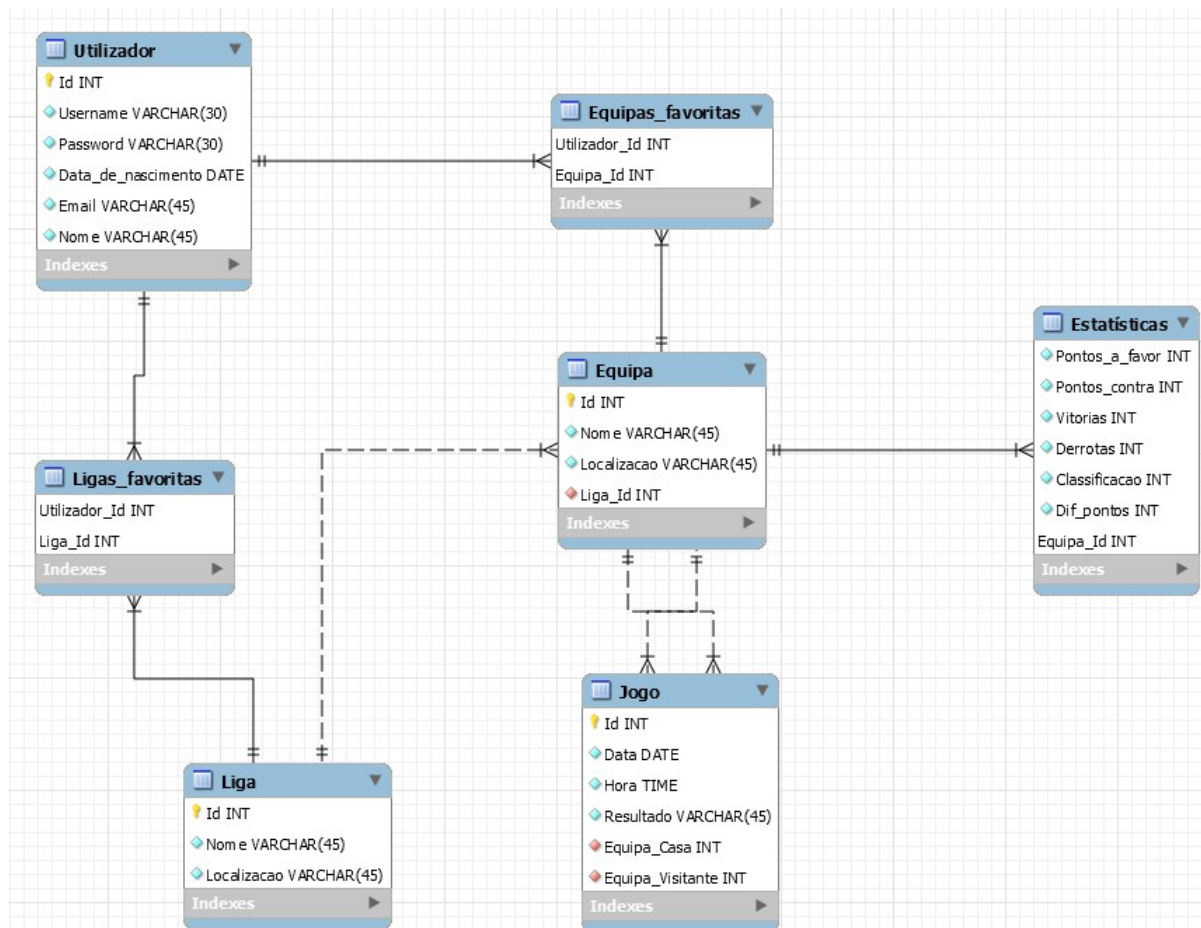 Utilizador
Id INT
Username VARCHAR(30)
Password VARCHAR(30)
Data_de_nascimento DATE
Email VARCHAR(45)
Nome VARCHAR(45)
Indexes
Equipas_favoritas
Utilizador_Id INT
Equipa_Id INT
Indexes
Estatísticas
Pontos_a_favor INT
Pontos_contra INT
Vitorias INT
Derrotas INT
Classificacao INT
Dif_pontos INT
Equipa_Id INT
Indexes
Equipa
Id INT
Nome VARCHAR(45)
Localizacao VARCHAR(45)
Liga_Id INT
Indexes
Ligas_favoritas
Utilizador_Id INT
Liga_Id INT
Indexes
Jogo
Id INT
Data DATE
Hora TIME
Resultado VARCHAR(45)
Equipa_Casa INT
Equipa_Visitante INT
Indexes
Liga
Id INT
Nome VARCHAR(45)
Localizacao VARCHAR(45)
Indexes